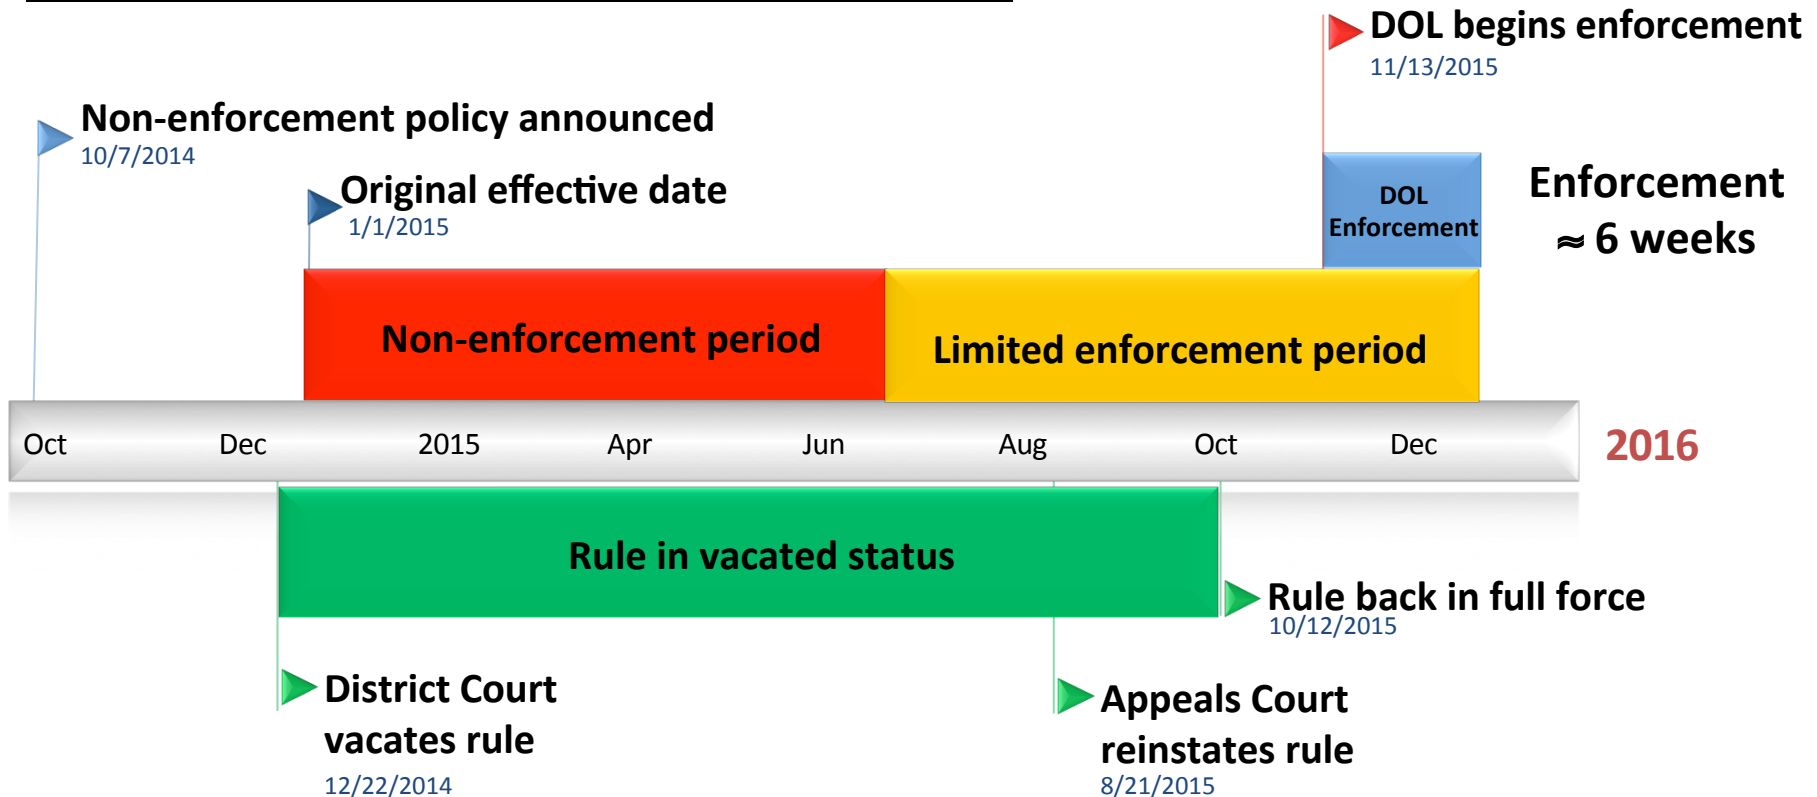 DOL begins enforcement
11/13/2015
Non-enforcement policy announced
10/7/2014
Original effective date
1/1/2015
DOL
Enforcement
Enforcement
≈ 6 weeks
Non-enforcement period
Limited enforcement period
Oct Dec 2015 Apr Jun Aug Oct Dec 2016
Rule in vacated status
Rule back in full force
10/12/2015
District Court
vacates rule
12/22/2014
Appeals Court
reinstates rule
8/21/2015